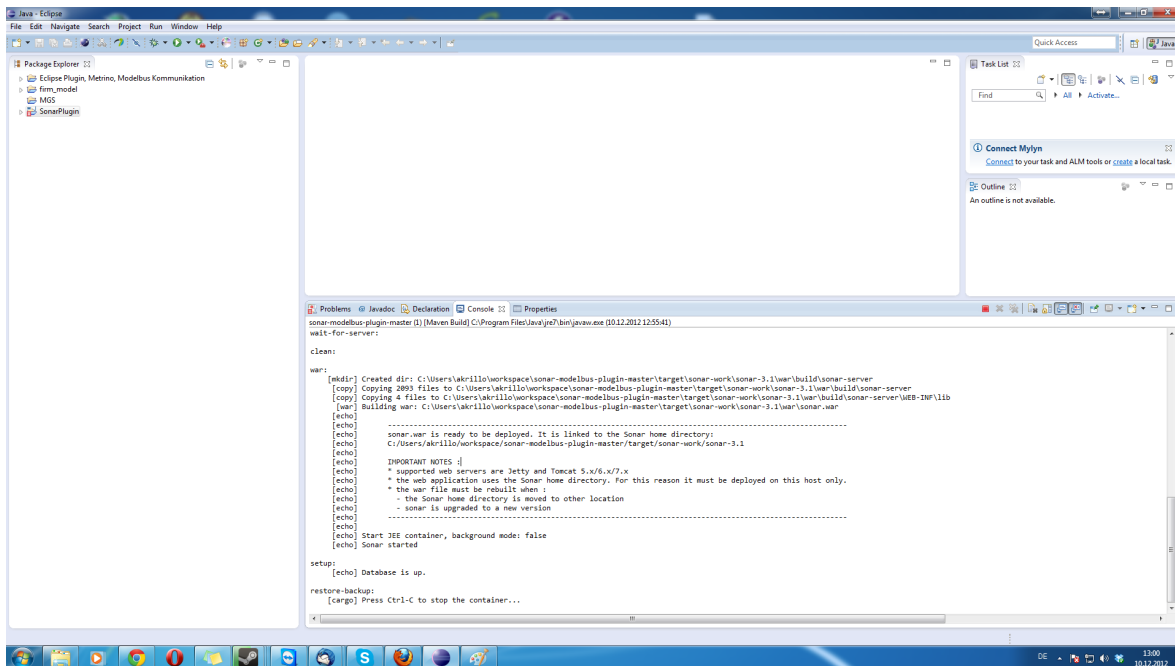 Java - Eclipse
File Edit Navigate Search Project Run Window Help
Quick Access
Java
Package Explorer
Eclipse Plugin, Metrino, Modelbus Kommunikation
firm_model
MGS
SonarPlugin
Task List
Find
All
Activate...
Connect Mylyn
Connect to your task and ALM tools or create a local task.
Outline
An outline is not available.
Problems @ Javadoc Declaration Console Properties
sonar-modelbus-plugin-master (1) [Maven Build] C:\Program Files\Java\jre7\bin\javaw.exe (10.12.2012 12:55:41)
wait-for-server:
clean:
war:
[mkdir] Created dir: C:\Users\akrillo\workspace\sonar-modelbus-plugin-master\target\sonar-work\sonar-3.1\war\build\sonar-server
[copy] Copying 2093 files to C:\Users\akrillo\workspace\sonar-modelbus-plugin-master\target\sonar-work\sonar-3.1\war\build\sonar-server
[copy] Copying 4 files to C:\Users\akrillo\workspace\sonar-modelbus-plugin-master\target\sonar-work\sonar-3.1\war\build\sonar-server\WEB-INF\lib
[war] Building war: C:\Users\akrillo\workspace\sonar-modelbus-plugin-master\target\sonar-work\sonar-3.1\war\sonar.war
[echo]
[echo] -------------------------------------------------------------------------------------------
[echo] sonar.war is ready to be deployed. It is linked to the Sonar home directory:
[echo] C:/Users/akrillo/workspace/sonar-modelbus-plugin-master/target/sonar-work/sonar-3.1
[echo]
[echo] IMPORTANT NOTES :
[echo] * supported web servers are Jetty and Tomcat 5.x/6.x/7.x
[echo] * the web application uses the Sonar home directory. For this reason it must be deployed on this host only.
[echo] * the war file must be rebuilt when :
[echo] - the Sonar home directory is moved to other location
[echo] - sonar is upgraded to a new version
[echo] -------------------------------------------------------------------------------------------
[echo]
[echo] Start JEE container, background mode: false
[echo] Sonar started
setup:
[echo] Database is up.
restore-backup:
[cargo] Press Ctrl-C to stop the container...
DE
13:00
10.12.2012